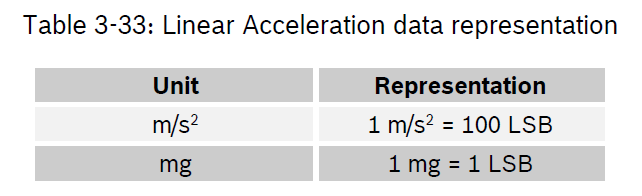 Table 3-33: Linear Acceleration data representation
Unit Representation
m/s² 1 m/s² = 100 LSB
mg 1 mg = 1 LSB